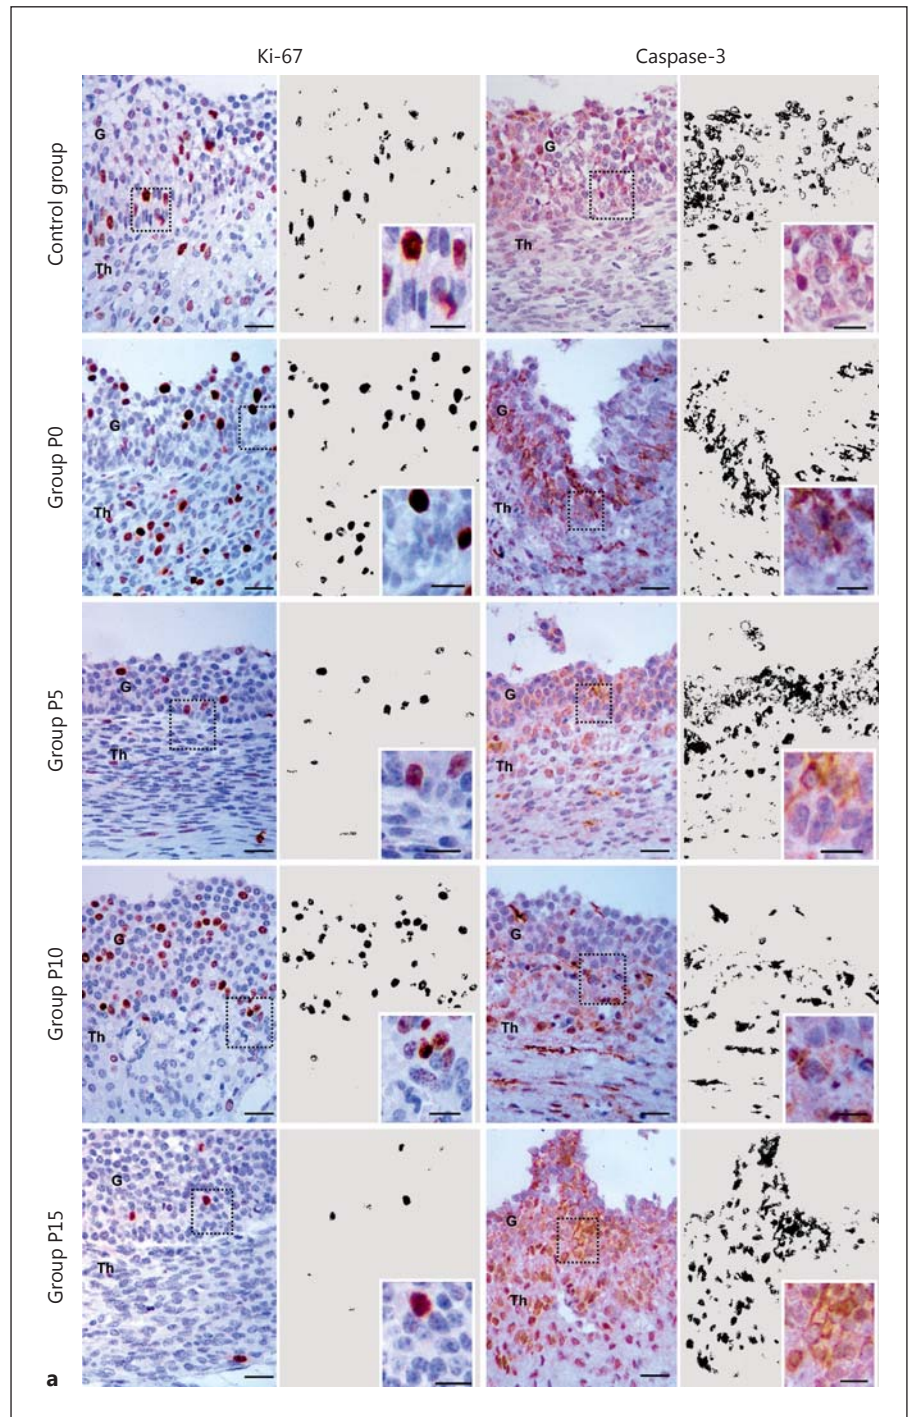 Ki-67 Caspase-3
Control group
G
Th
G
Th
Group P0
G
Th
G
Th
Group P5
G
Th
G
Th
Group P10
G
Th
G
Th
Group P15
G
Th
G
Th
a